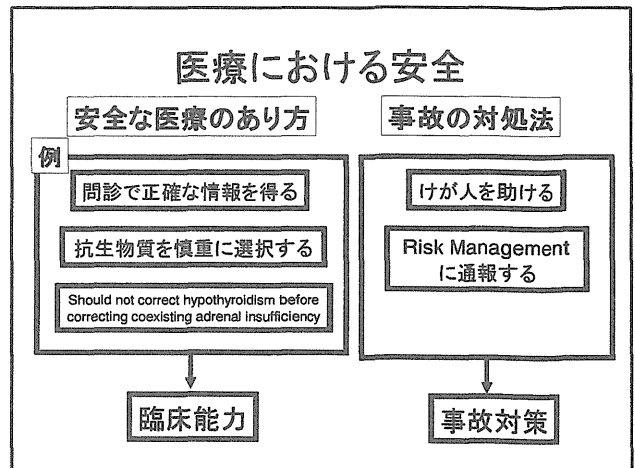 医療における安全
安全な医療のあり方
例
問診で正確な情報を得る
抗生物質を慎重に選択する
Should not correct hypothyroidism before
correcting coexisting adrenal insufficiency
臨床能力
事故の対処法
けが人を助ける
Risk Management
に通報する
事故対策